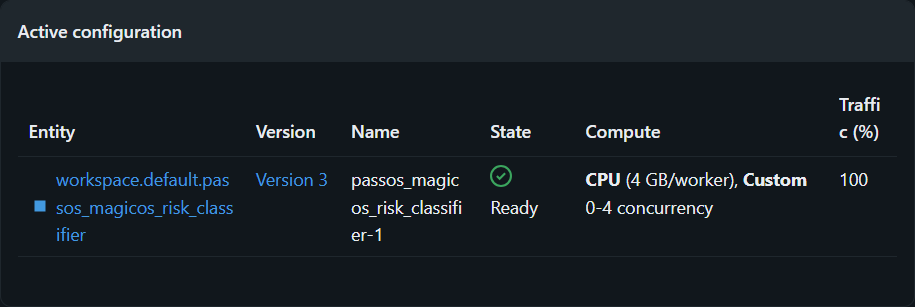 Active configuration
Entity Version Name State Compute Traffi
c (%)
workspace.default.pas
sos_magicos_risk_class
ifier
Version 3
passos_magic
os_risk_classifi
er-1
Ready
CPU (4 GB/worker), Custom
0-4 concurrency
100